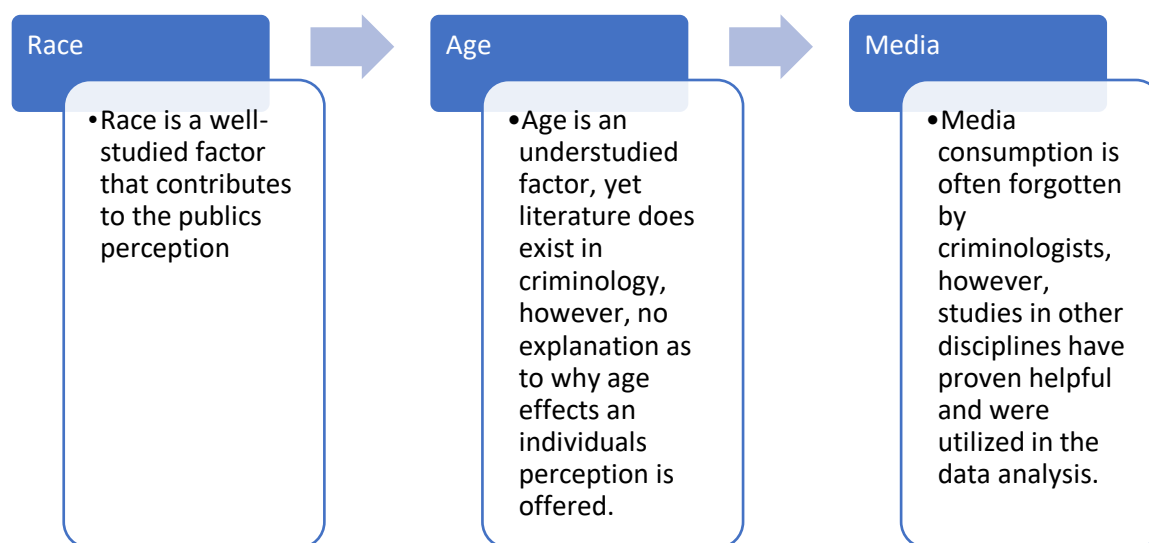 Race
•Race is a well-
studied factor
that contributes
to the publics
perception
Age
•Age is an
understudied
factor, yet
literature does
exist in
criminology,
however, no
explanation as
to why age
effects an
individuals
perception is
offered.
Media
•Media
consumption is
often forgotten
by
criminologists,
however,
studies in other
disciplines have
proven helpful
and were
utilized in the
data analysis.